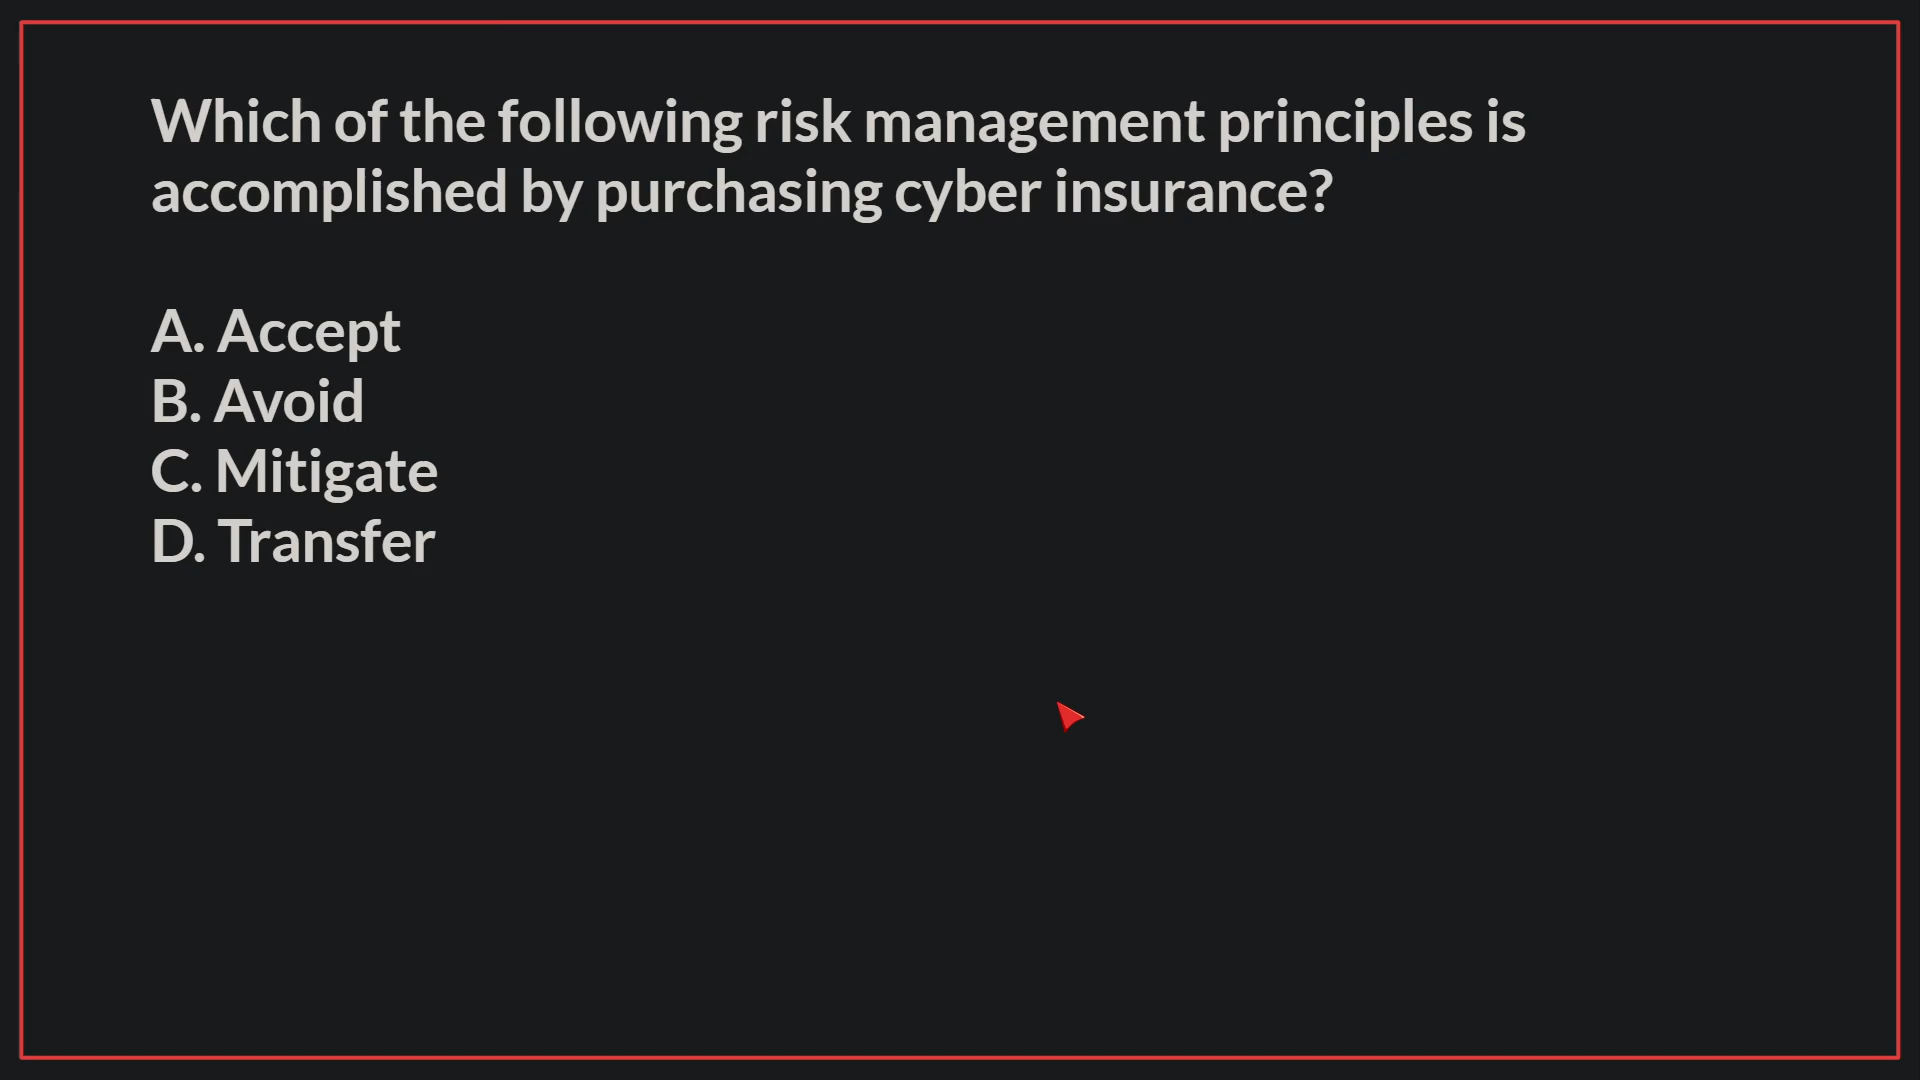 Which of the following risk management principles is
accomplished by purchasing cyber insurance?
A. Accept
B. Avoid
C. Mitigate
D. Transfer